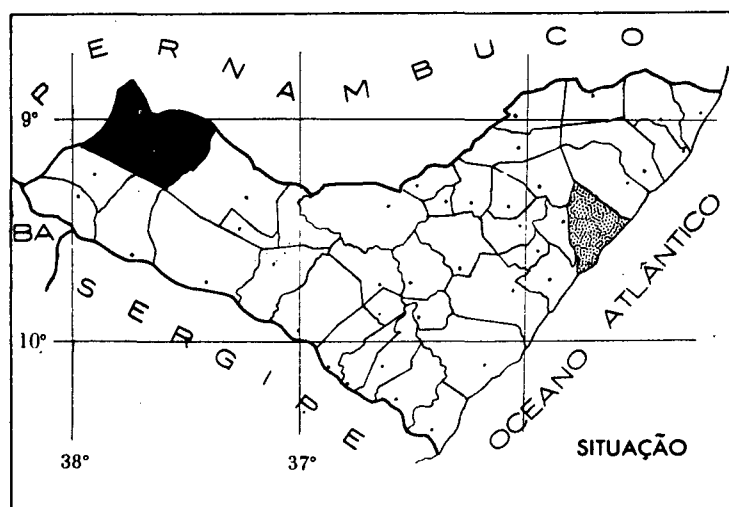 PERNAMBUCO
9°
BA
SERGIPE
OCEANO ATLÂNTICO
10°
38°
37°
SITUAÇÃO